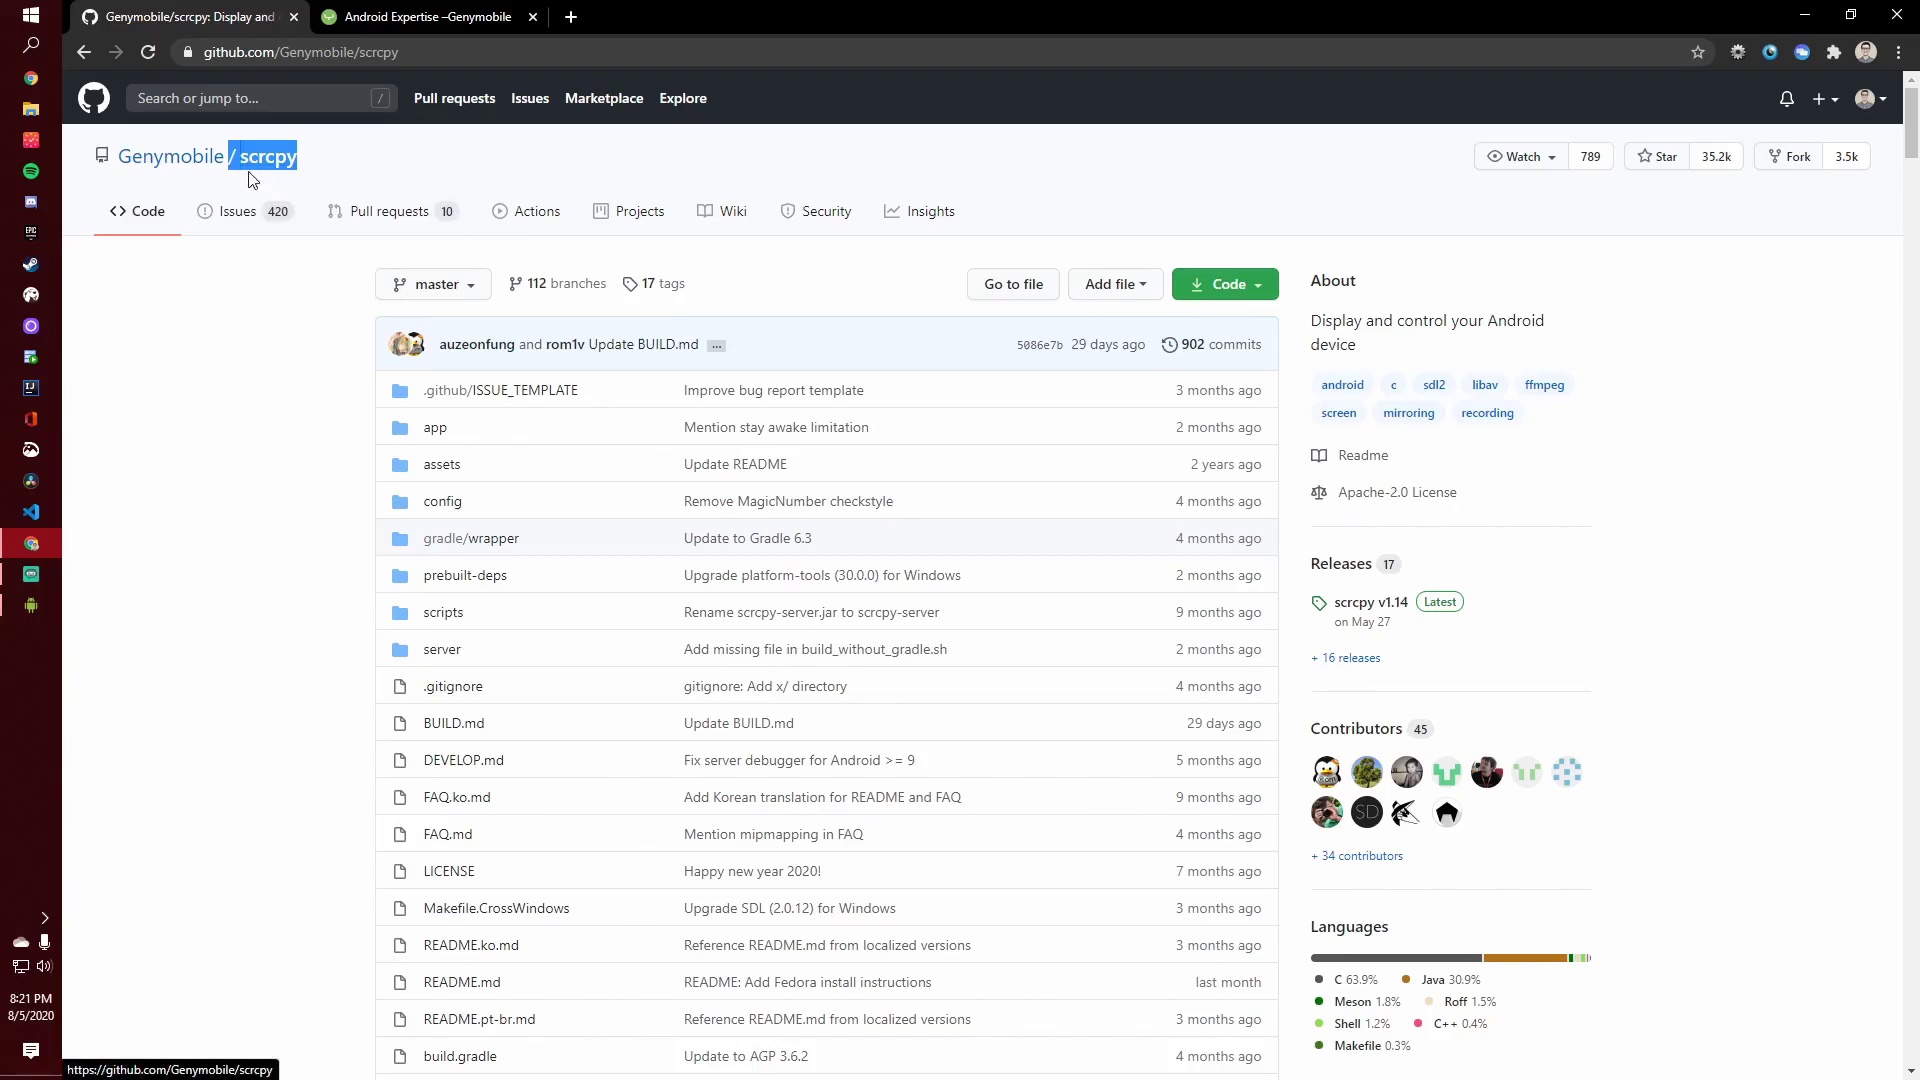 Genymobile/scrcpy: Display and
Android Expertise –Genymobile
github.com/Genymobile/scrcpy
Search or jump to...
/
Pull requests
Issues
Marketplace
Explore
Genymobile / scrcpy
Watch 789
Star 35.2k
Fork 3.5k
Code
Issues 420
Pull requests 10
Actions
Projects
Wiki
Security
Insights
master
112 branches
17 tags
Go to file
Add file
Code
auzeonfung and rom1v Update BUILD.md ...
5086e7b 29 days ago
902 commits
.github/ISSUE_TEMPLATE Improve bug report template 3 months ago
app Mention stay awake limitation 2 months ago
assets Update README 2 years ago
config Remove MagicNumber checkstyle 4 months ago
gradle/wrapper Update to Gradle 6.3 4 months ago
prebuilt-deps Upgrade platform-tools (30.0.0) for Windows 2 months ago
scripts Rename scrcpy-server.jar to scrcpy-server 9 months ago
server Add missing file in build_without_gradle.sh 2 months ago
.gitignore gitignore: Add x/ directory 4 months ago
BUILD.md Update BUILD.md 29 days ago
DEVELOP.md Fix server debugger for Android >= 9 5 months ago
FAQ.ko.md Add Korean translation for README and FAQ 9 months ago
FAQ.md Mention mipmapping in FAQ 4 months ago
LICENSE Happy new year 2020! 7 months ago
Makefile.CrossWindows Upgrade SDL (2.0.12) for Windows 3 months ago
README.ko.md Reference README.md from localized versions 3 months ago
README.md README: Add Fedora install instructions last month
README.pt-br.md Reference README.md from localized versions 3 months ago
build.gradle Update to AGP 3.6.2 4 months ago
About
Display and control your Android
device
android c sdl2 libav ffmpeg
screen mirroring recording
Readme
Apache-2.0 License
Releases 17
scrcpy v1.14 Latest
on May 27
+ 16 releases
Contributors 45
SD
+ 34 contributors
Languages
C 63.9% Java 30.9%
Meson 1.8% Roff 1.5%
Shell 1.2% C++ 0.4%
Makefile 0.3%
EPIC
IJ
8:21 PM
8/5/2020
https://github.com/Genymobile/scrcpy